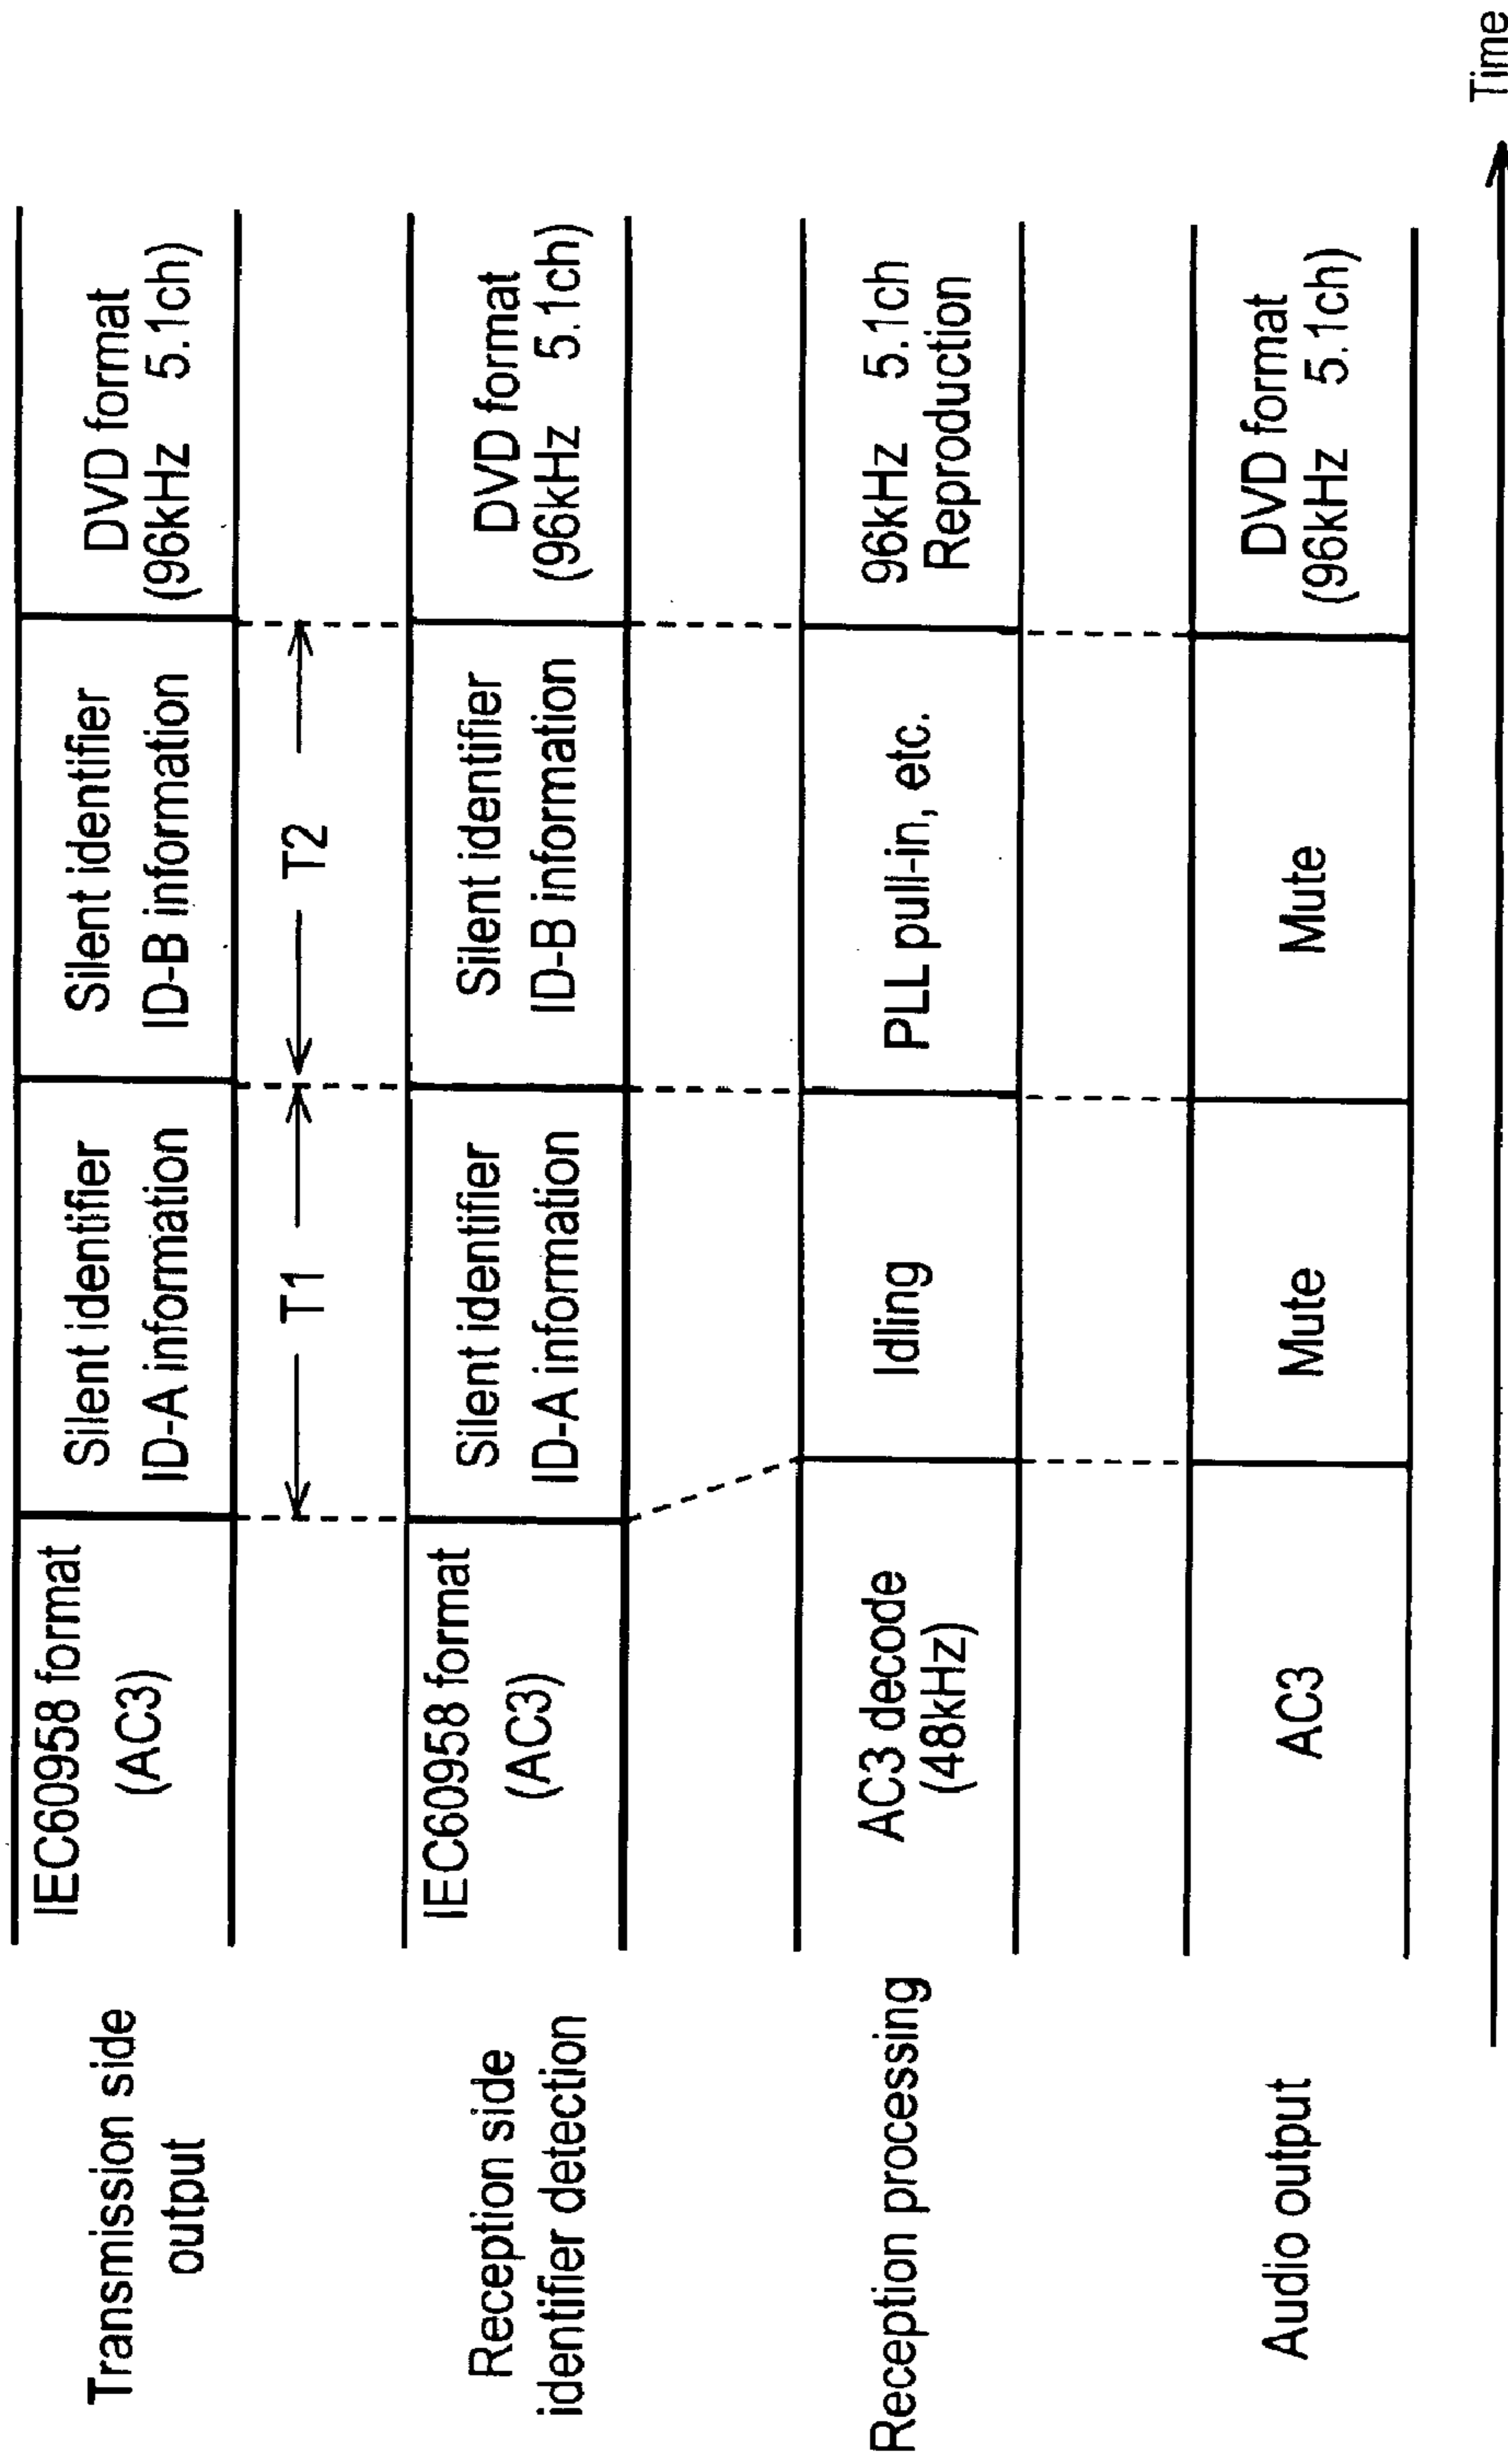 Transmission side
output
IEC60958 format
(AC3)
Silent identifier
ID-A information
Silent identifier
ID-B information
DVD format
(96kHz 5.1ch)
T1
T2
Reception side
identifier detection
IEC60958 format
(AC3)
Silent identifier
ID-A information
Silent identifier
ID-B information
DVD format
(96kHz 5.1ch)
Reception processing
AC3 decode
(48kHz)
Idling
PLL pull-in, etc.
96kHz 5.1ch
Reproduction
Audio output
AC3
Mute
Mute
DVD format
(96kHz 5.1ch)
Time